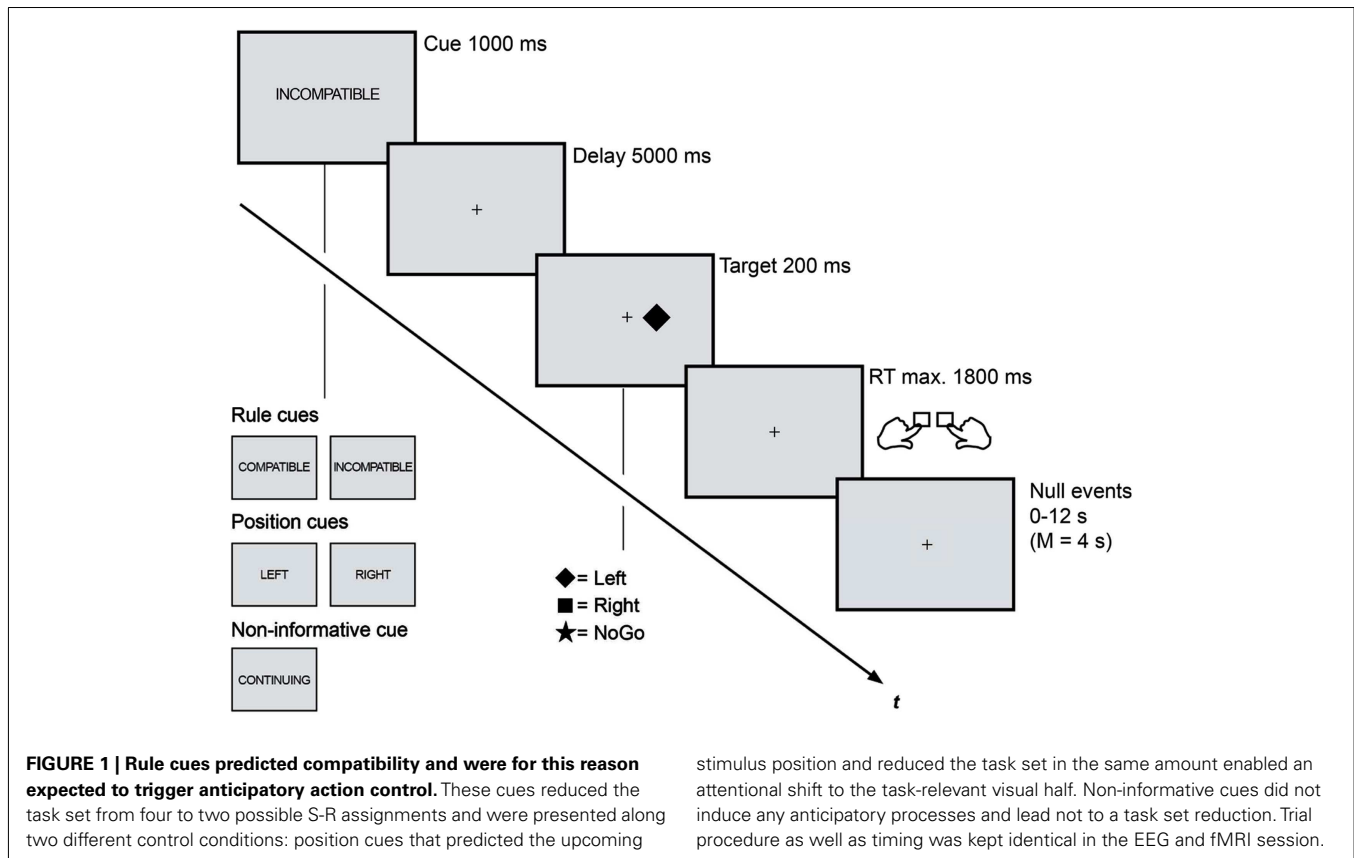 Cue 1000 ms
INCOMPATIBLE
Delay 5000 ms
Target 200 ms
RT max. 1800 ms
Null events
0-12 s
(M = 4 s)
Rule cues
COMPATIBLE INCOMPATIBLE
Position cues
LEFT RIGHT
Non-informative cue
CONTINUING
◆= Left
■= Right
★= NoGo
t
FIGURE 1 | Rule cues predicted compatibility and were for this reason
expected to trigger anticipatory action control. These cues reduced the
task set from four to two possible S-R assignments and were presented along
two different control conditions: position cues that predicted the upcoming
stimulus position and reduced the task set in the same amount enabled an
attentional shift to the task-relevant visual half. Non-informative cues did not
induce any anticipatory processes and lead not to a task set reduction. Trial
procedure as well as timing was kept identical in the EEG and fMRI session.